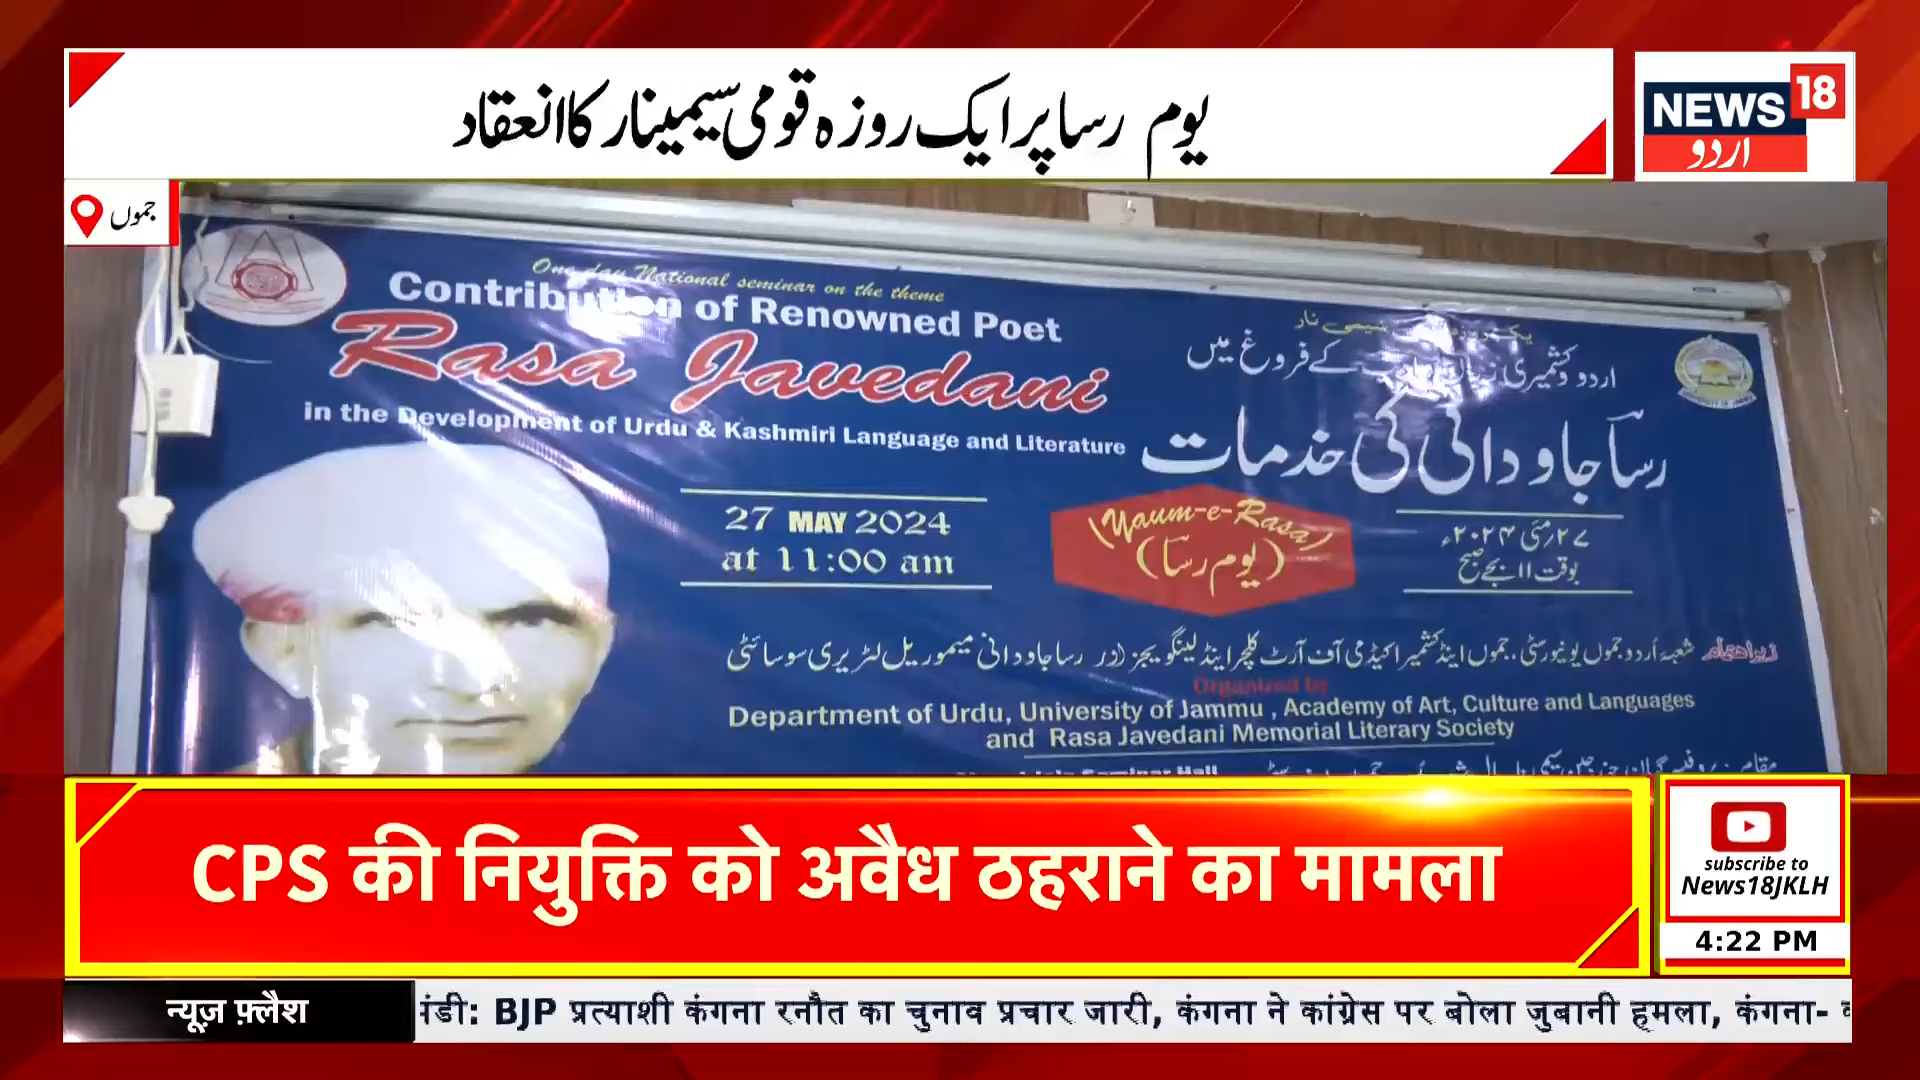 یوم رسا پر ایک روزہ قومی سیمینار کا انعقاد
NEWS 18
اردو
جموں
One day National seminar on the theme
Contribution of Renowned Poet
Rasa Javedani
in the Development of Urdu & Kashmiri Language and Literature
اردو و کشمیری زبان و ادب کے فروغ میں
رسا جاودانی کی خدمات
27 MAY 2024
at 11:00 am
(Yaum-e-Rasa)
(یوم رسا)
۲۷ مئی ۲۰۲۴ء
بوقت ۱۱ بجے صبح
زیر اہتمام شعبۂ اُردو جموں یونیورسٹی، جموں اینڈ کشمیر اکیڈمی آف آرٹ کلچر اینڈ لینگویجز اور رسا جاودانی میموریل لٹریری سوسائٹی
Organized by
Department of Urdu, University of Jammu , Academy of Art, Culture and Languages
and Rasa Javedani Memorial Literary Society
Seminar Hall
CPS की नियुक्ति को अवैध ठहराने का मामला
subscribe to
News18JKLH
4:22 PM
न्यूज़ फ़्लैश
मंडी: BJP प्रत्याशी कंगना रनौत का चुनाव प्रचार जारी, कंगना ने कांग्रेस पर बोला जुबानी हमला, कंगना-